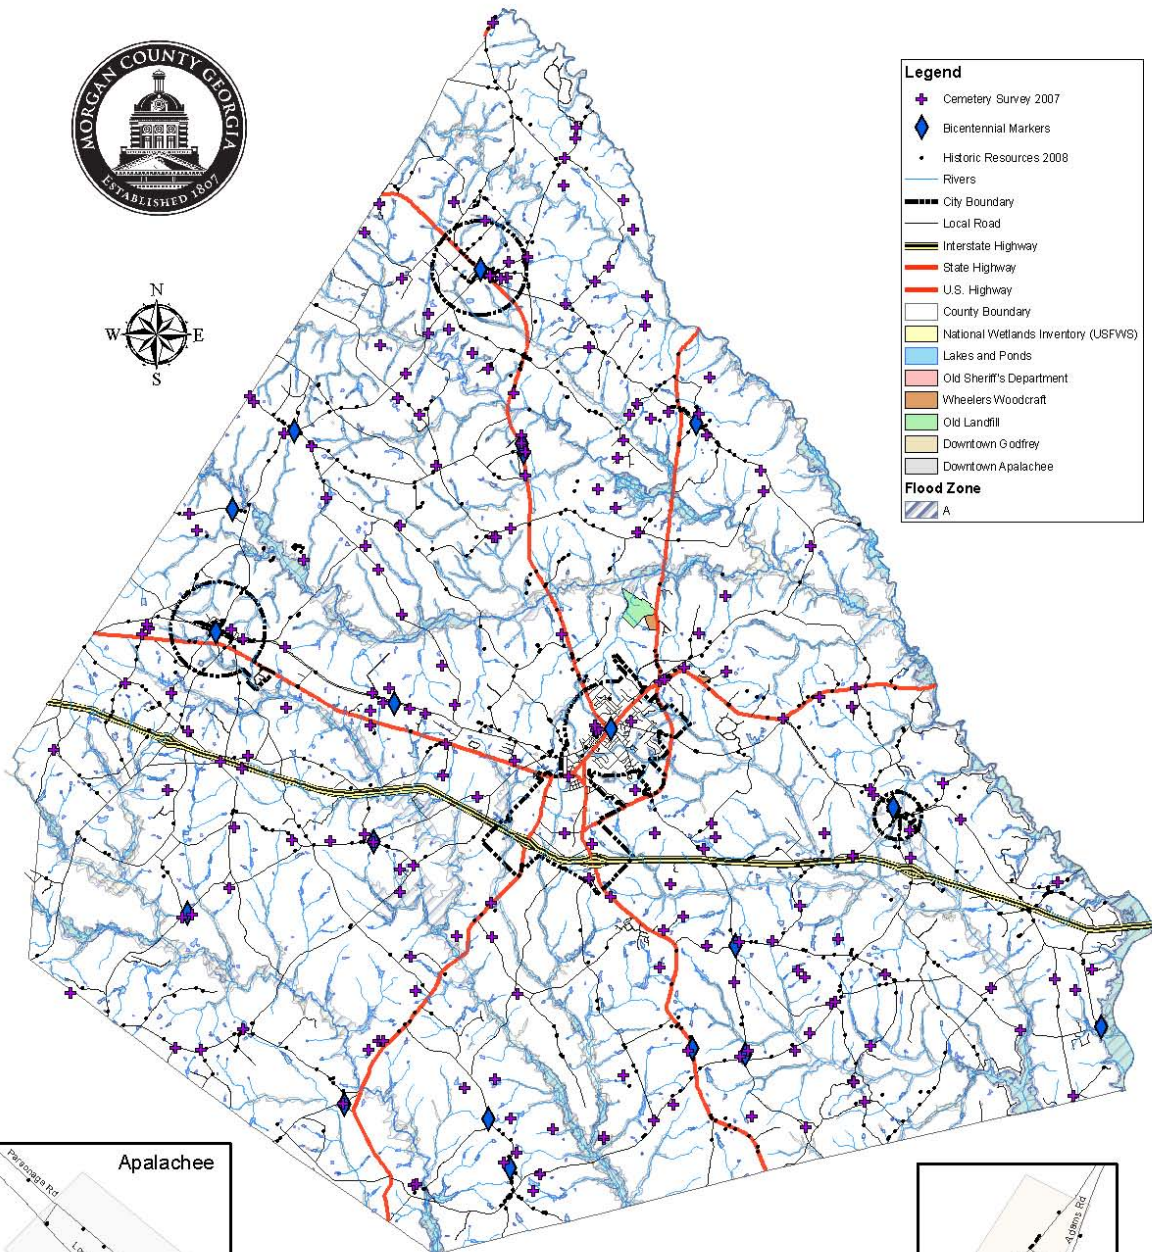 MORGAN COUNTY GEORGIA
ESTABLISHED 1807
N
W E
S
Legend
Cemetery Survey 2007
Bicentennial Markers
Historic Resources 2008
Rivers
City Boundary
Local Road
Interstate Highway
State Highway
U.S. Highway
County Boundary
National Wetlands Inventory (USFWS)
Lakes and Ponds
Old Sheriff's Department
Wheelers Woodcraft
Old Landfill
Downtown Godfrey
Downtown Apalachee
Flood Zone
A
Apalachee
Parsonage Rd
Adams Rd